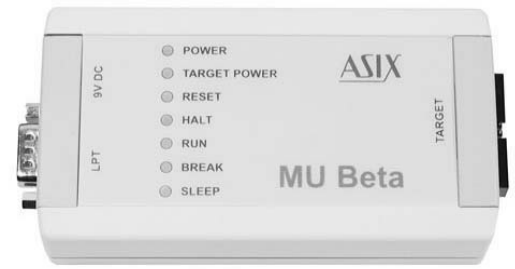 9V DC
LPT
POWER
TARGET POWER
RESET
HALT
RUN
BREAK
SLEEP
ASIX
MU Beta
TARGET